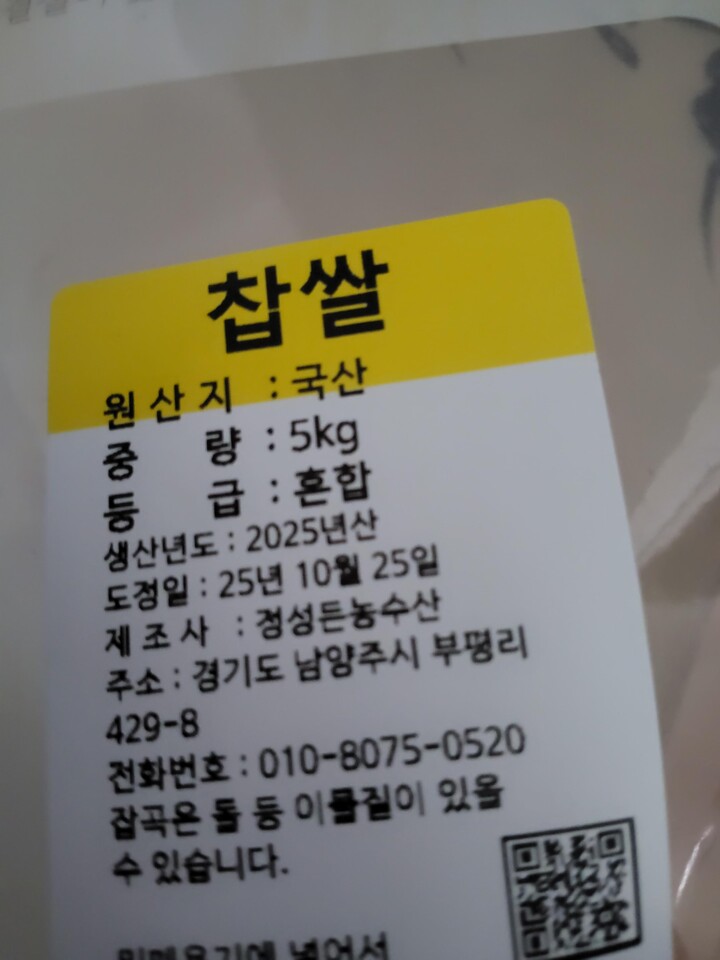 찹쌀
원산지 : 국산
중 량 : 5kg
등 급 : 혼합
생산년도 : 2025년산
도정일 : 25년 10월 25일
제조사 : 정성든농수산
주소 : 경기도 남양주시 부평리
429-8
전화번호 : 010-8075-0520
잡곡은 돌 등 이물질이 있을
수 있습니다.
넣어서